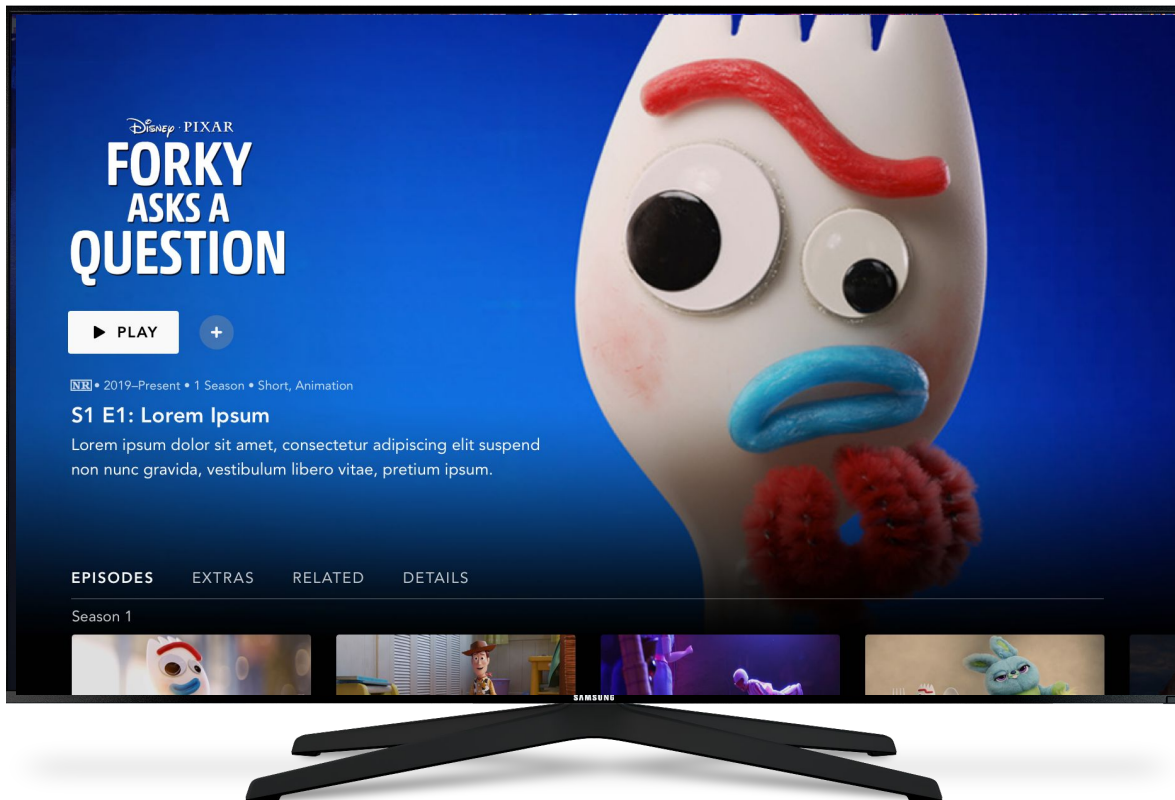 Disney · PIXAR
FORKY
ASKS A
QUESTION
PLAY
NR • 2019–Present • 1 Season • Short, Animation
S1 E1: Lorem Ipsum
Lorem ipsum dolor sit amet, consectetur adipiscing elit suspend
non nunc gravida, vestibulum libero vitae, pretium ipsum.
EPISODES EXTRAS RELATED DETAILS
Season 1
SAMSUNG